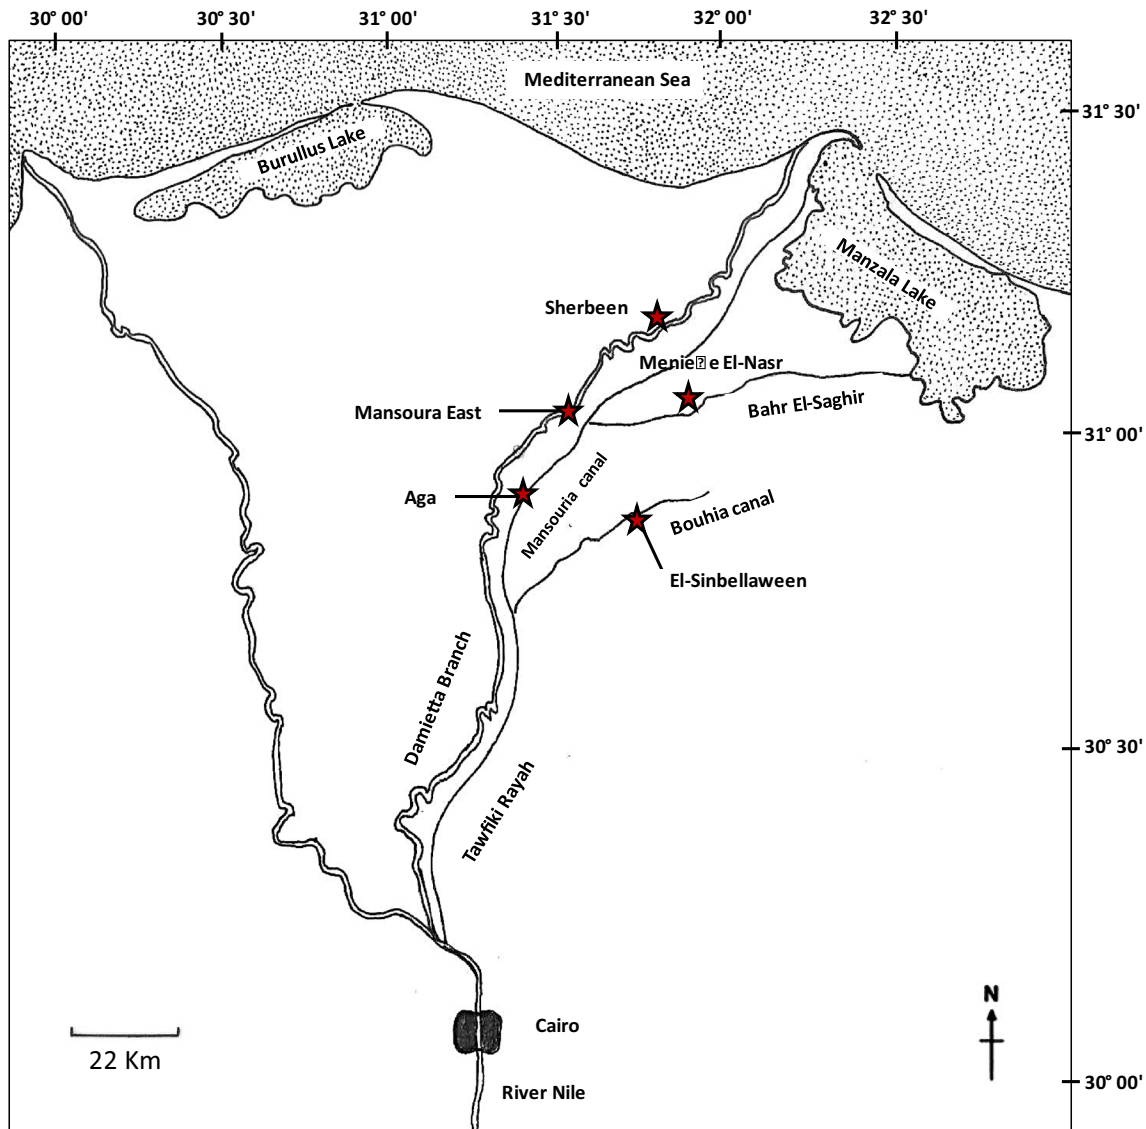 30° 00'
30° 30'
31° 00'
31° 30'
32° 00'
32° 30'
Mediterranean Sea
31° 30'
Burullus Lake
Manzala Lake
Sherbeen
El-Nasr
Mansoura East
Bahr El-Saghir
31° 00'
Aga
Mansouria canal
Bouhia canal
El-Sinbellaween
Damietta Branch
30° 30'
Tawfiki Rayah
N
Cairo
22 Km
30° 00'
River Nile